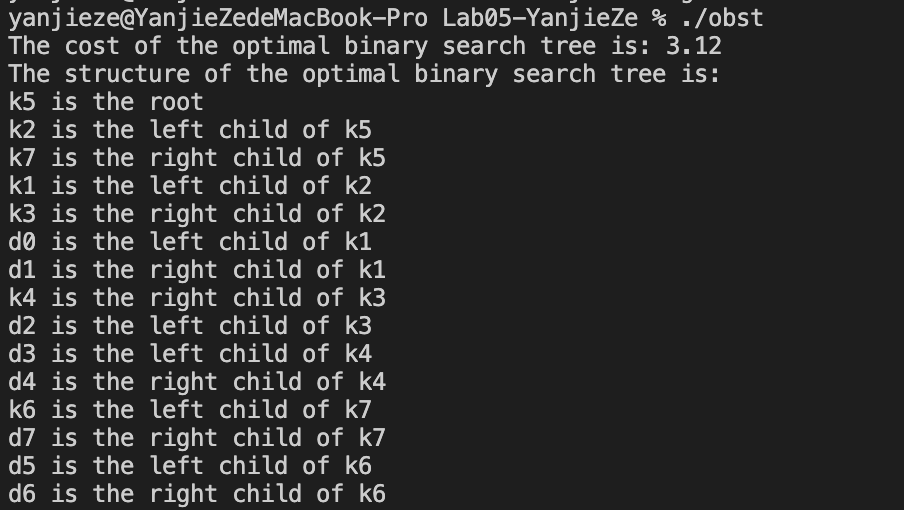 yanjieze@YanjieZedeMacBook-Pro Lab05-YanjieZe % ./obst
The cost of the optimal binary search tree is: 3.12
The structure of the optimal binary search tree is:
k5 is the root
k2 is the left child of k5
k7 is the right child of k5
k1 is the left child of k2
k3 is the right child of k2
d0 is the left child of k1
d1 is the right child of k1
k4 is the right child of k3
d2 is the left child of k3
d3 is the left child of k4
d4 is the right child of k4
k6 is the left child of k7
d7 is the right child of k7
d5 is the left child of k6
d6 is the right child of k6